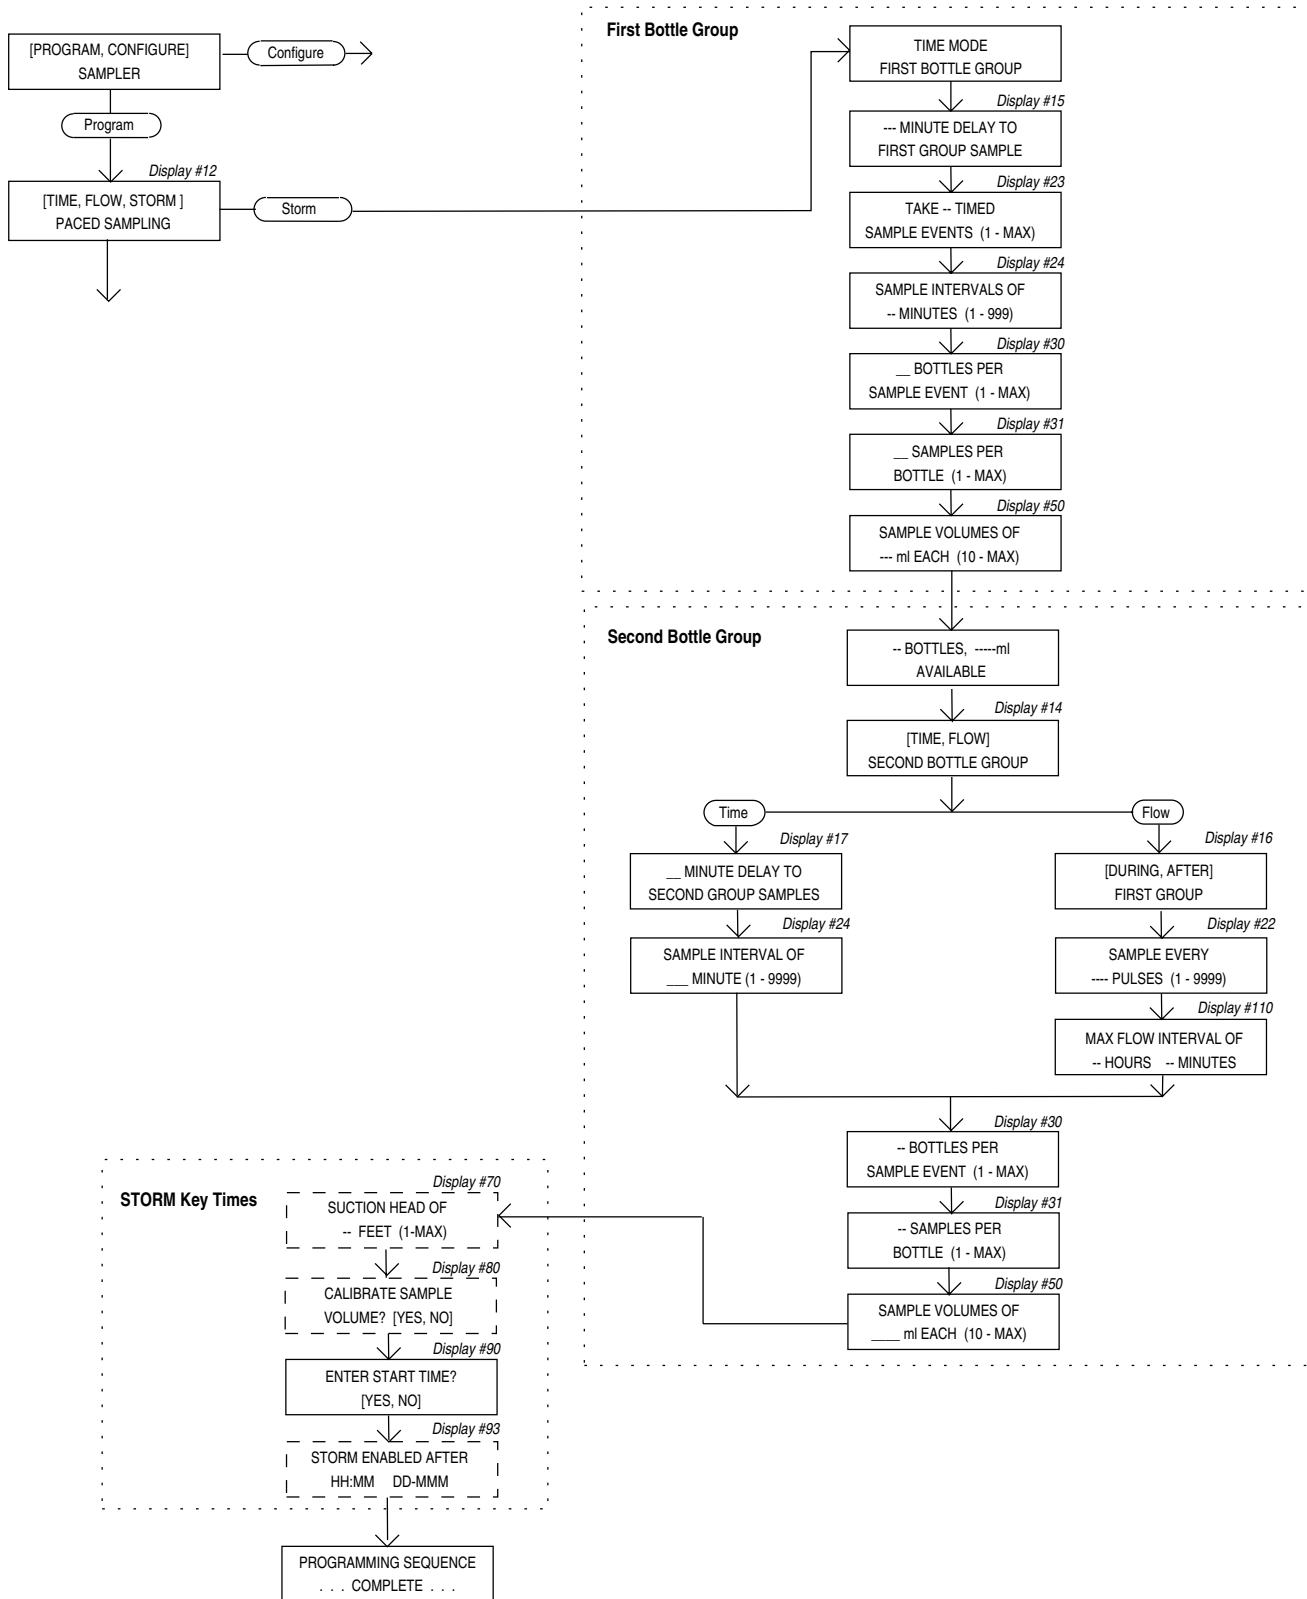 [PROGRAM, CONFIGURE]
SAMPLER
Configure
Program
Display #12
[TIME, FLOW, STORM ]
PACED SAMPLING
Storm
First Bottle Group
TIME MODE
FIRST BOTTLE GROUP
Display #15
--- MINUTE DELAY TO
FIRST GROUP SAMPLE
Display #23
TAKE -- TIMED
SAMPLE EVENTS (1 - MAX)
Display #24
SAMPLE INTERVALS OF
-- MINUTES (1 - 999)
Display #30
__ BOTTLES PER
SAMPLE EVENT (1 - MAX)
Display #31
__ SAMPLES PER
BOTTLE (1 - MAX)
Display #50
SAMPLE VOLUMES OF
--- ml EACH (10 - MAX)
Second Bottle Group
-- BOTTLES, -----ml
AVAILABLE
Display #14
[TIME, FLOW]
SECOND BOTTLE GROUP
Time
Display #17
__ MINUTE DELAY TO
SECOND GROUP SAMPLES
Display #24
SAMPLE INTERVAL OF
___ MINUTE (1 - 9999)
Flow
Display #16
[DURING, AFTER]
FIRST GROUP
Display #22
SAMPLE EVERY
---- PULSES (1 - 9999)
Display #110
MAX FLOW INTERVAL OF
-- HOURS -- MINUTES
Display #30
-- BOTTLES PER
SAMPLE EVENT (1 - MAX)
Display #31
-- SAMPLES PER
BOTTLE (1 - MAX)
Display #50
SAMPLE VOLUMES OF
____ ml EACH (10 - MAX)
STORM Key Times
Display #70
SUCTION HEAD OF
-- FEET (1-MAX)
Display #80
CALIBRATE SAMPLE
VOLUME? [YES, NO]
Display #90
ENTER START TIME?
[YES, NO]
Display #93
STORM ENABLED AFTER
HH:MM DD-MMM
PROGRAMMING SEQUENCE
. . . COMPLETE . . .